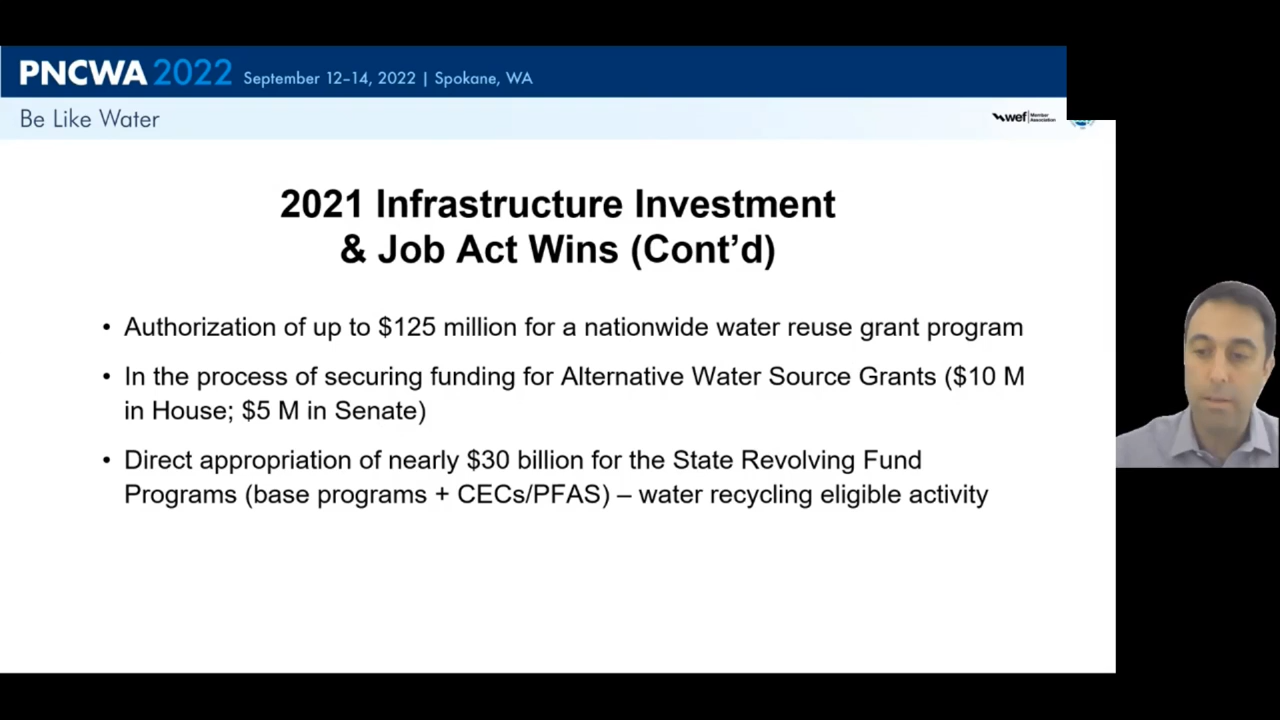 PNCWA 2022 September 12–14, 2022 | Spokane, WA
Be Like Water
wef Member Association
2021 Infrastructure Investment
& Job Act Wins (Cont’d)
• Authorization of up to $125 million for a nationwide water reuse grant program
• In the process of securing funding for Alternative Water Source Grants ($10 M
in House; $5 M in Senate)
• Direct appropriation of nearly $30 billion for the State Revolving Fund
Programs (base programs + CECs/PFAS) – water recycling eligible activity